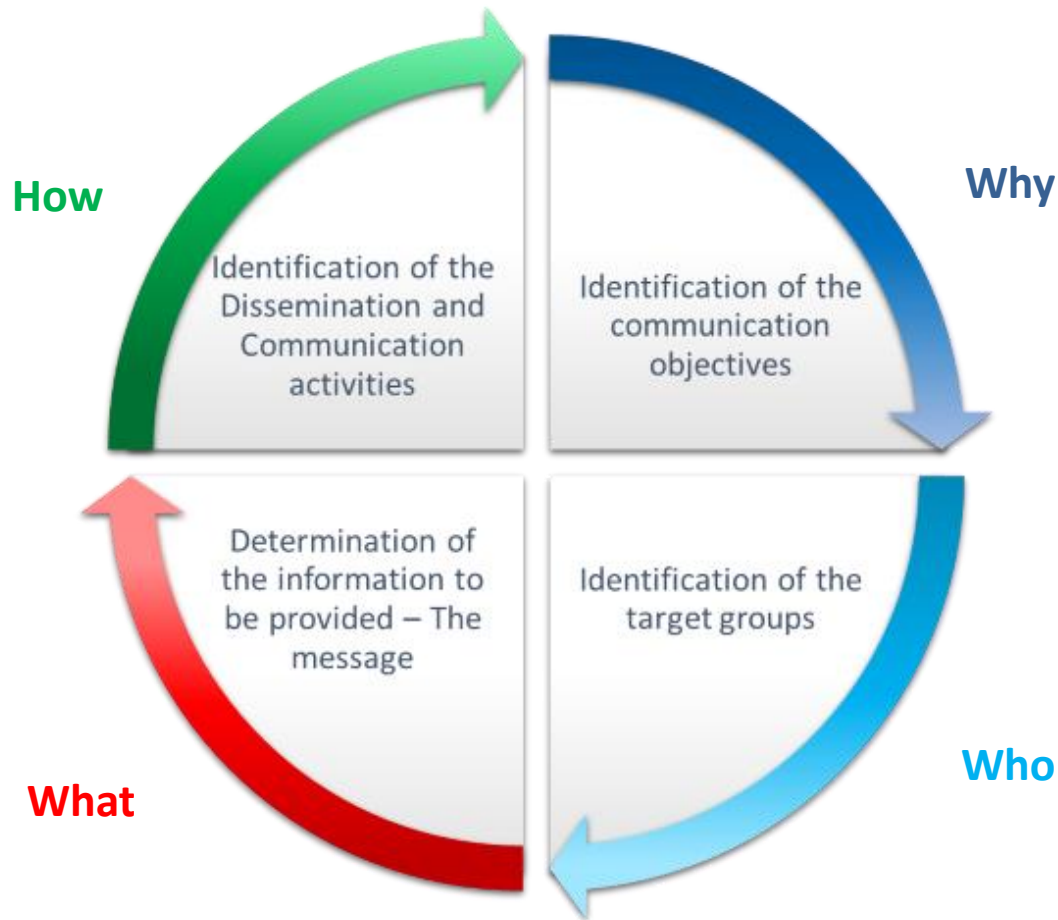 How
Identification of the
Dissemination and
Communication
activities
Why
Identification of the
communication
objectives
What
Determination of
the information to
be provided – The
message
Who
Identification of the
target groups